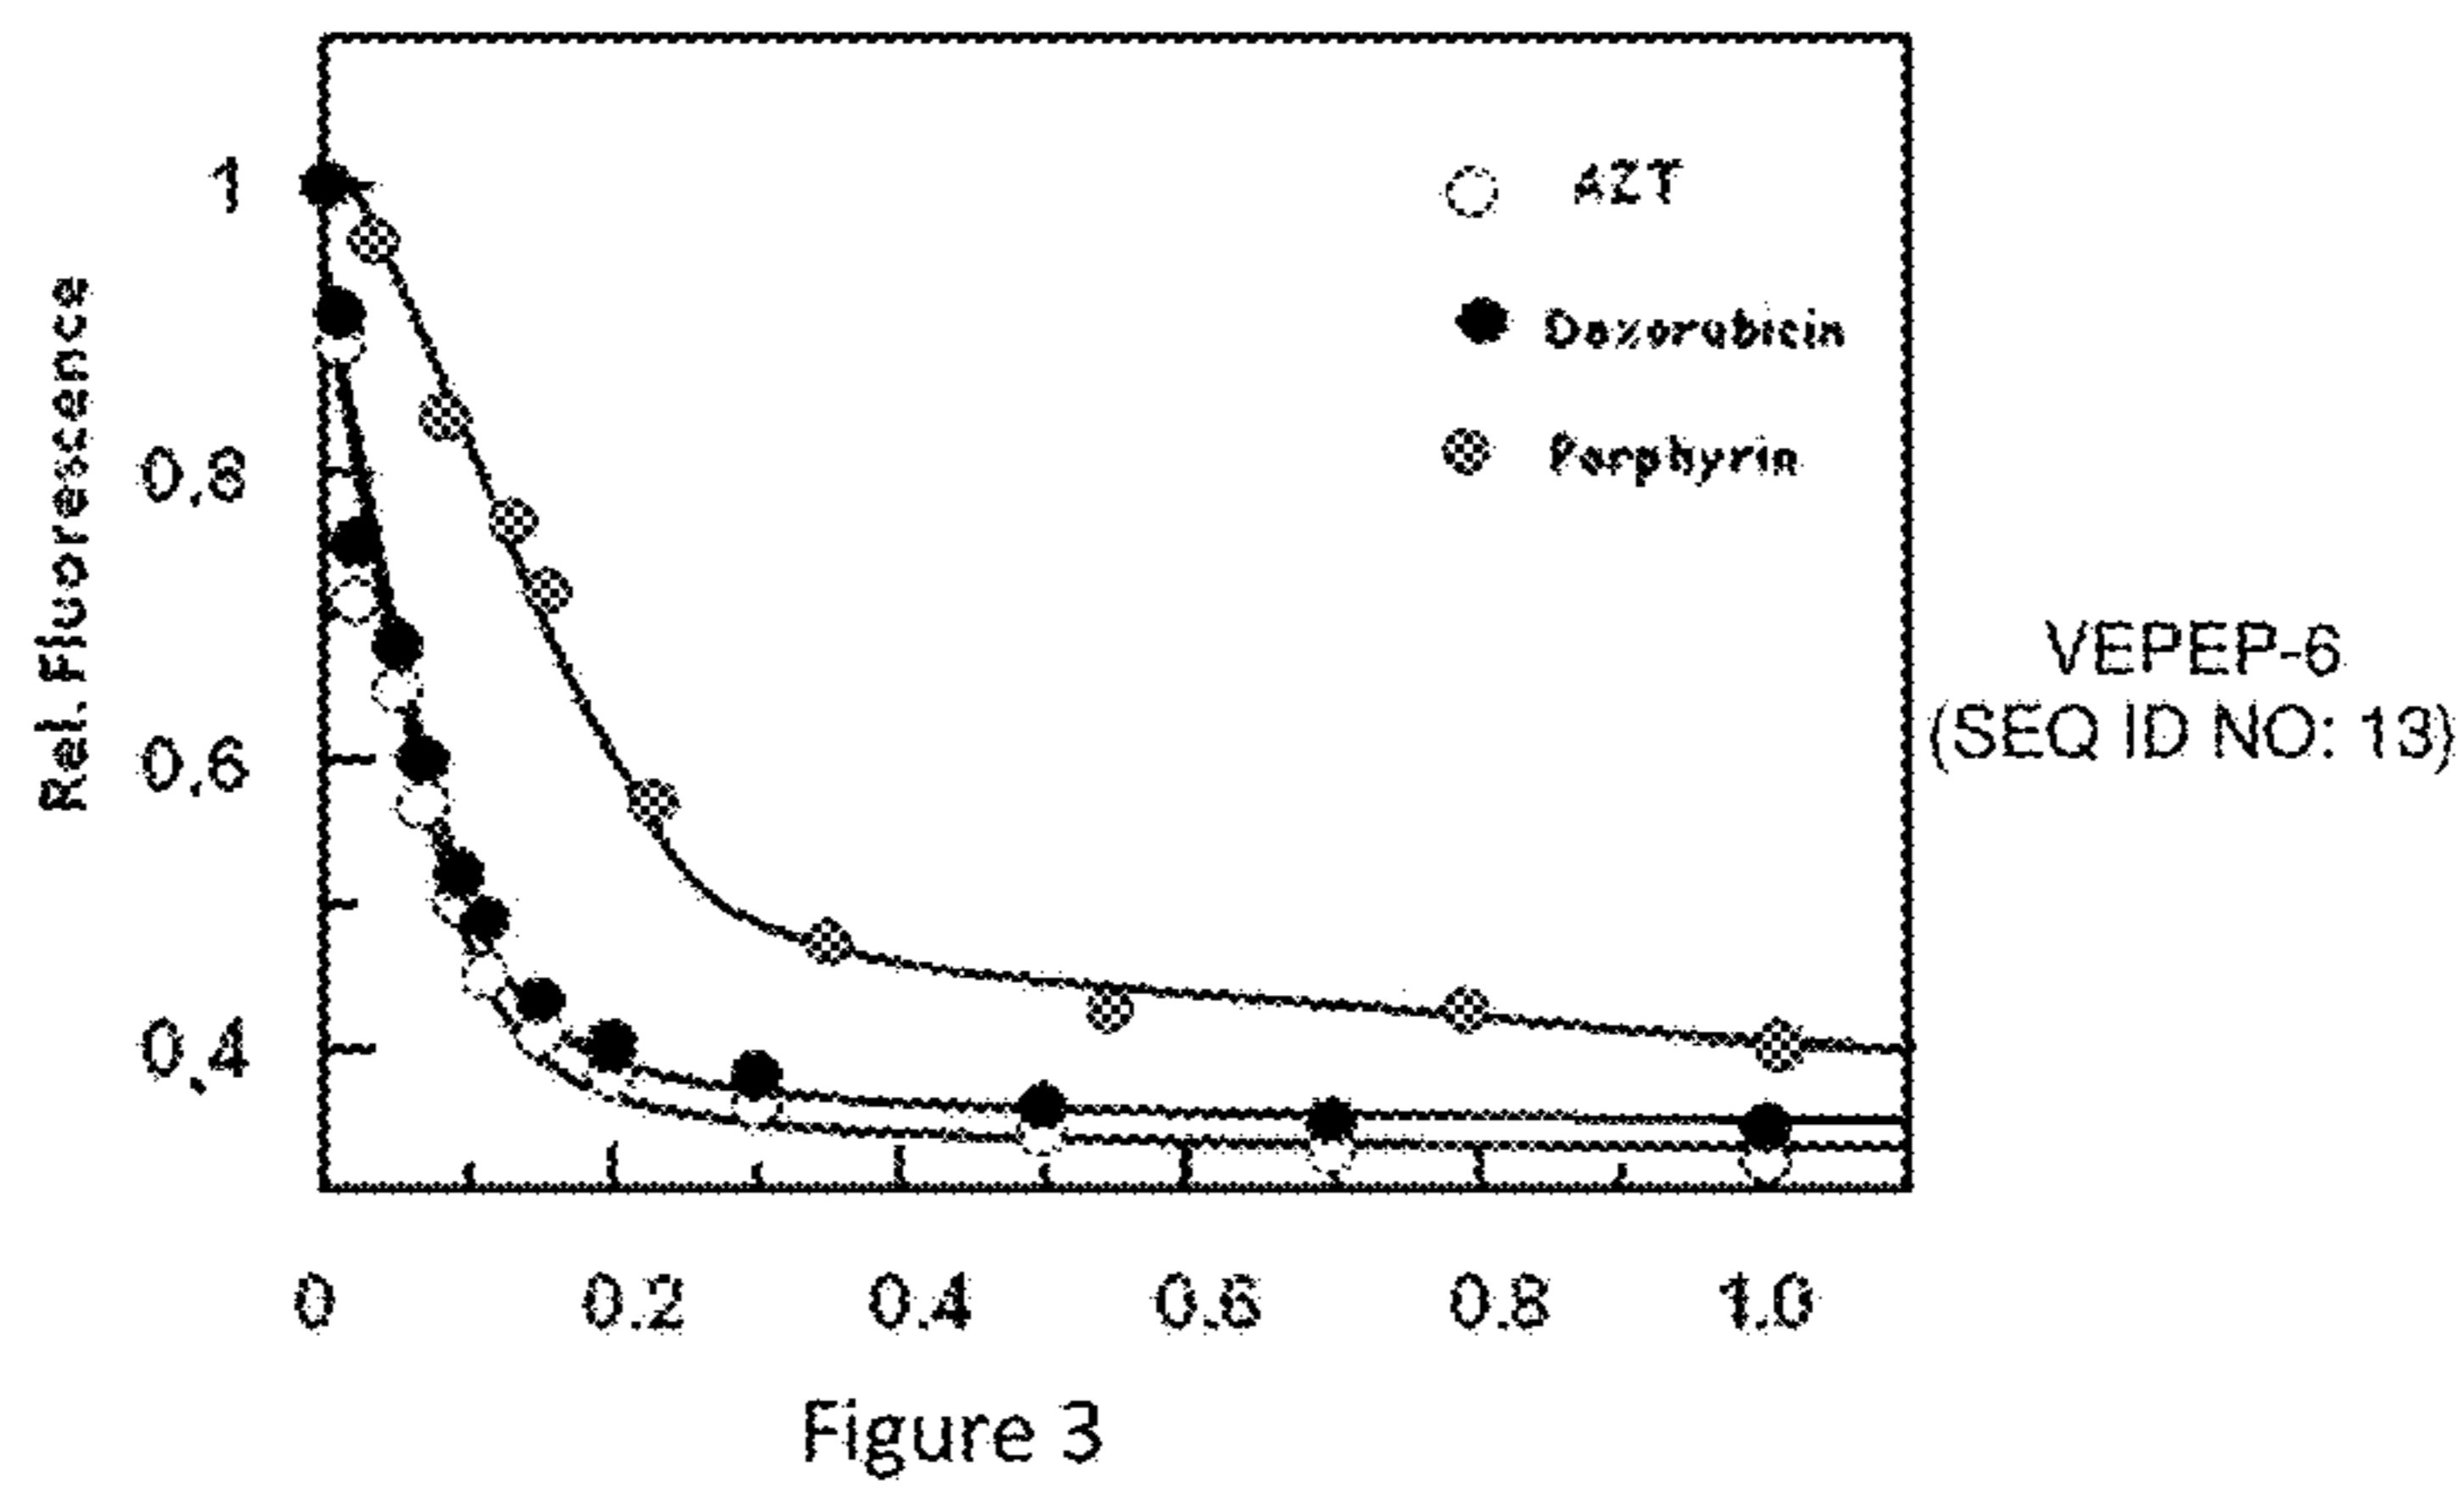 Rel. Fluorescence
1
0,8
0,6
0,4
AZT
Doxorubicin
Porphyrin
VEPEP-6
(SEQ ID NO: 13)
0 0.2 0.4 0.6 0.8 1.0
Figure 3